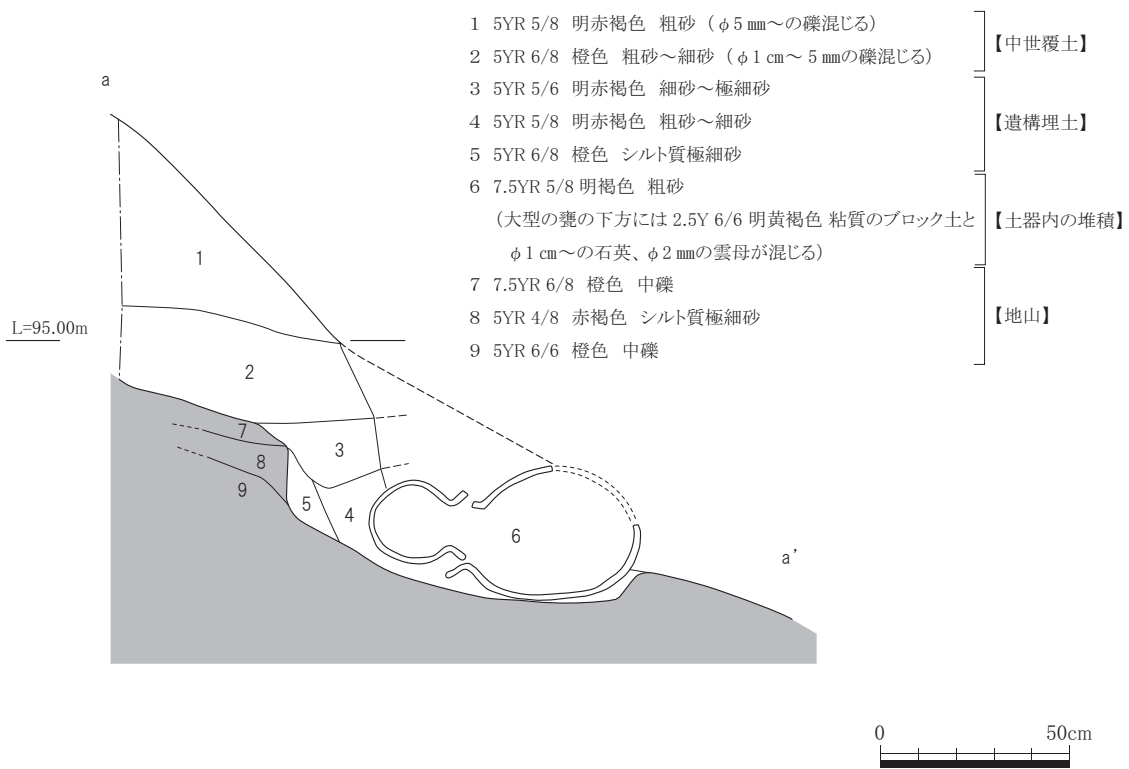 1 5YR 5/8 明赤褐色 粗砂 (φ5㎜～の礫混じる)
2 5YR 6/8 橙色 粗砂～細砂 (φ1㎝～5㎜の礫混じる)
【中世覆土】
3 5YR 5/6 明赤褐色 細砂～極細砂
4 5YR 5/8 明赤褐色 粗砂～細砂
5 5YR 6/8 橙色 シルト質極細砂
【遺構埋土】
6 7.5YR 5/8 明褐色 粗砂
(大型の甕の下方には 2.5Y 6/6 明黄褐色 粘質のブロック土と
φ1㎝～の石英、φ2㎜の雲母が混じる)
【土器内の堆積】
7 7.5YR 6/8 橙色 中礫
8 5YR 4/8 赤褐色 シルト質極細砂
9 5YR 6/6 橙色 中礫
【地山】
a
1
L=95.00m
2
7
3
8
9
5
4
6
a'
0 50cm